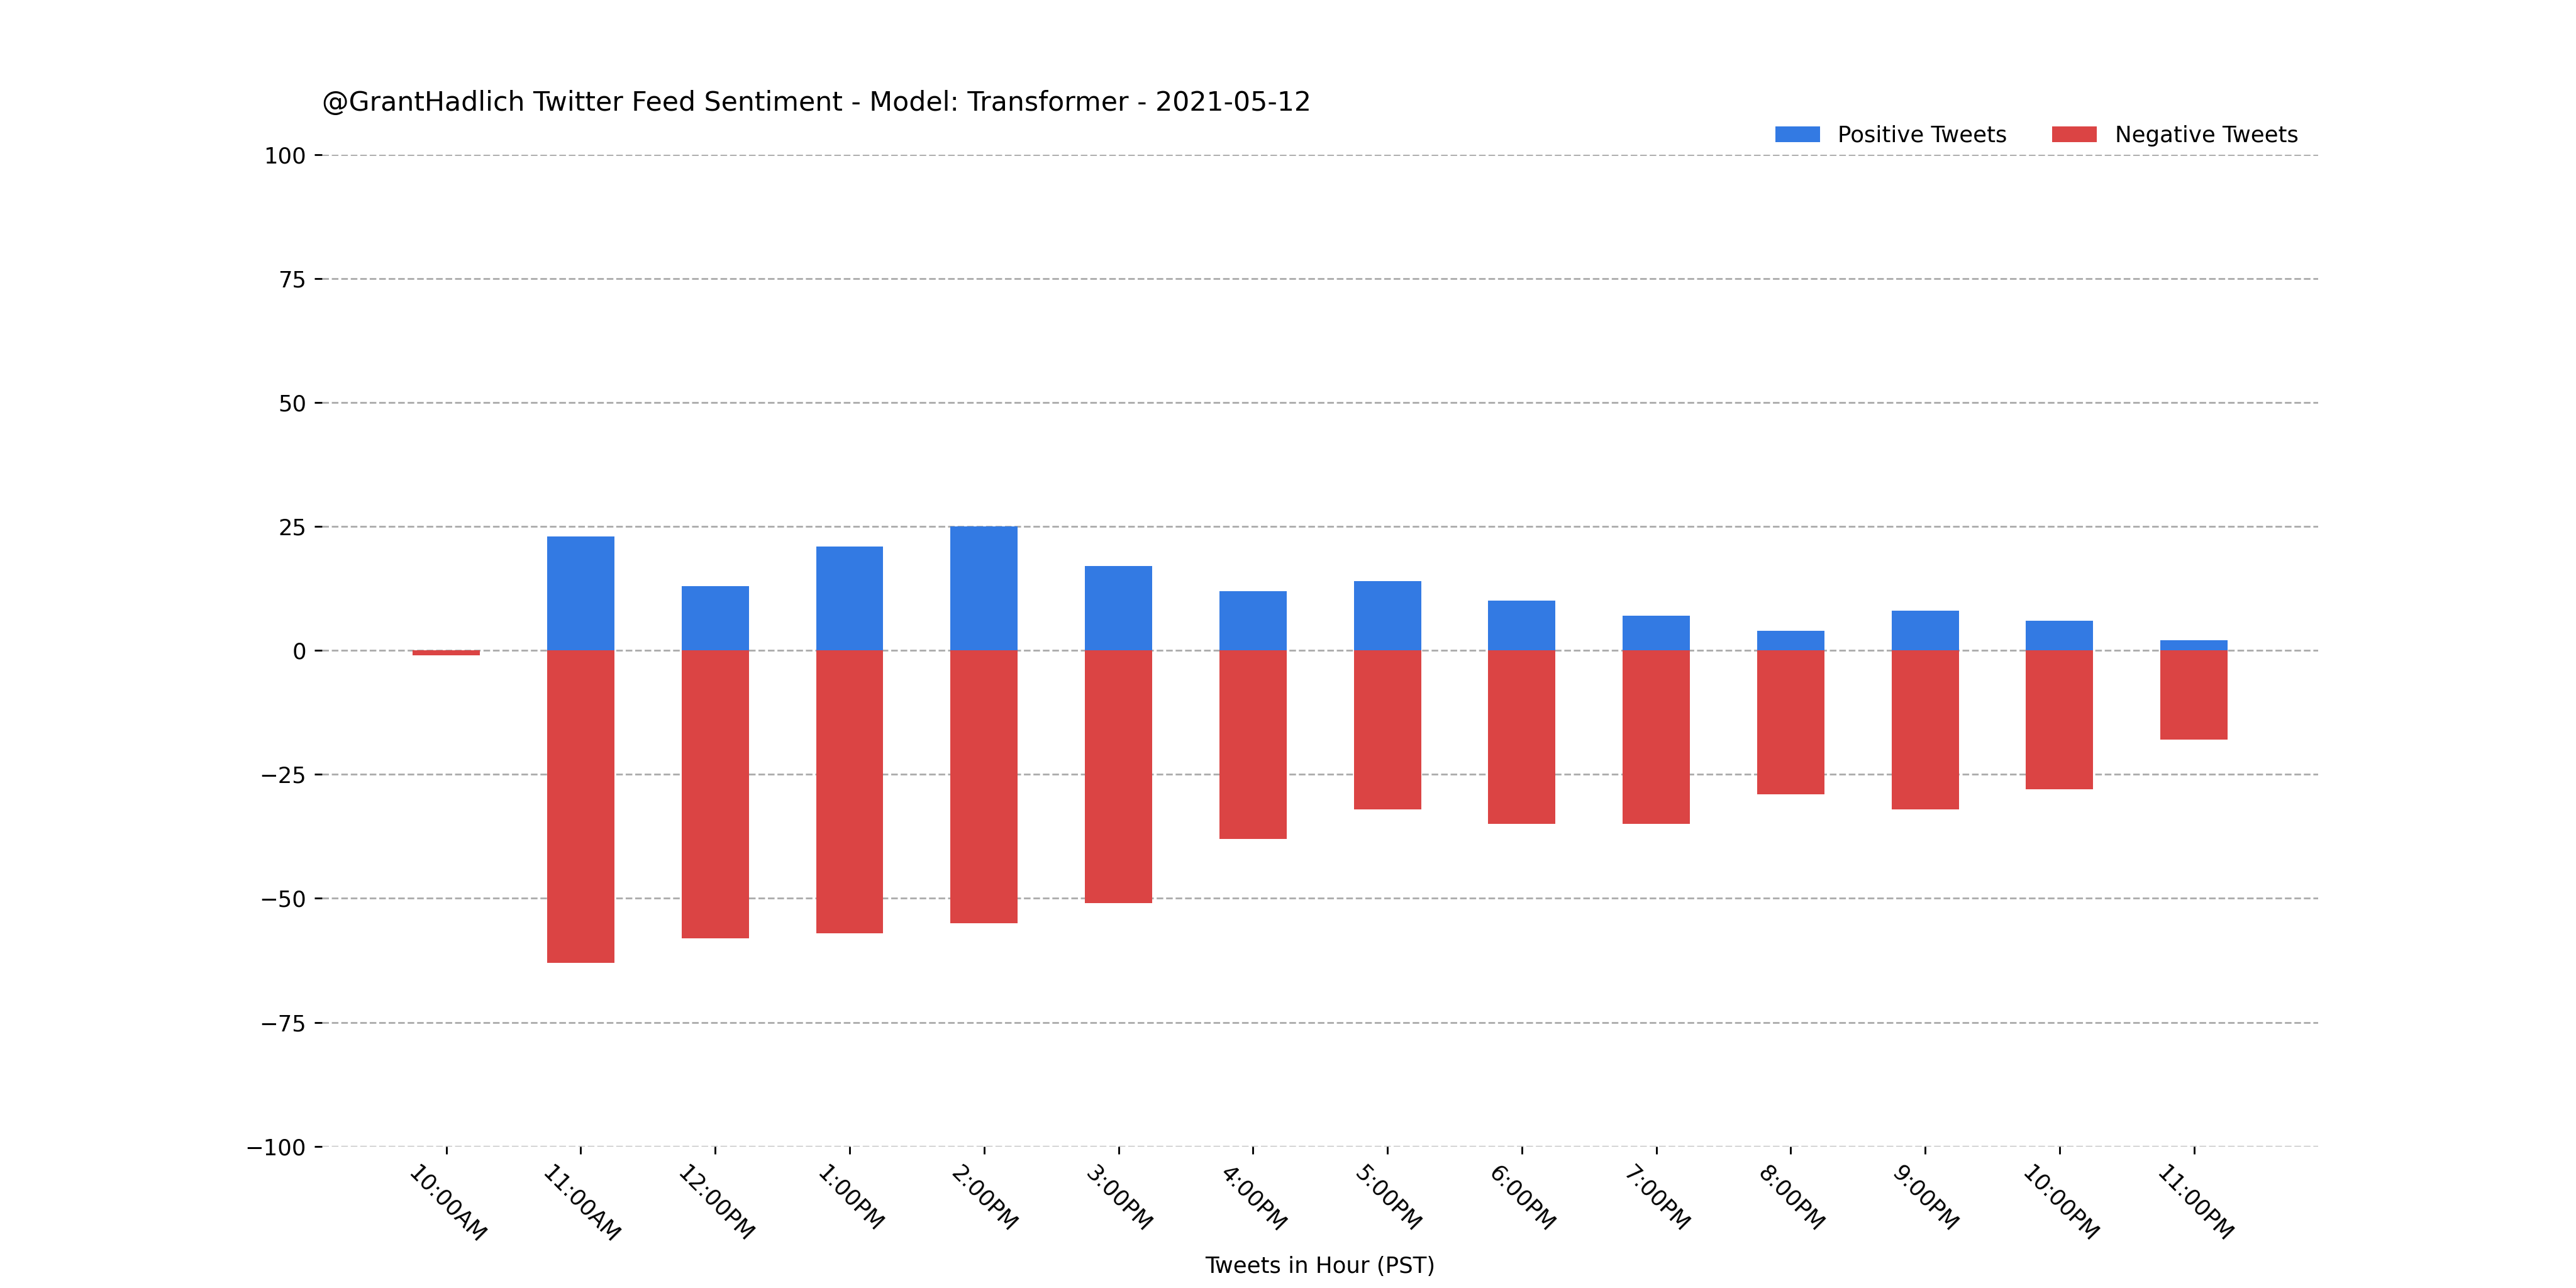 @GrantHadlich Twitter Feed Sentiment - Model: Transformer - 2021-05-12
Positive Tweets
Negative Tweets
100
75
50
25
0
−25
−50
−75
−100
10:00AM
11:00AM
12:00PM
1:00PM
2:00PM
3:00PM
4:00PM
5:00PM
6:00PM
7:00PM
8:00PM
9:00PM
10:00PM
11:00PM
Tweets in Hour (PST)